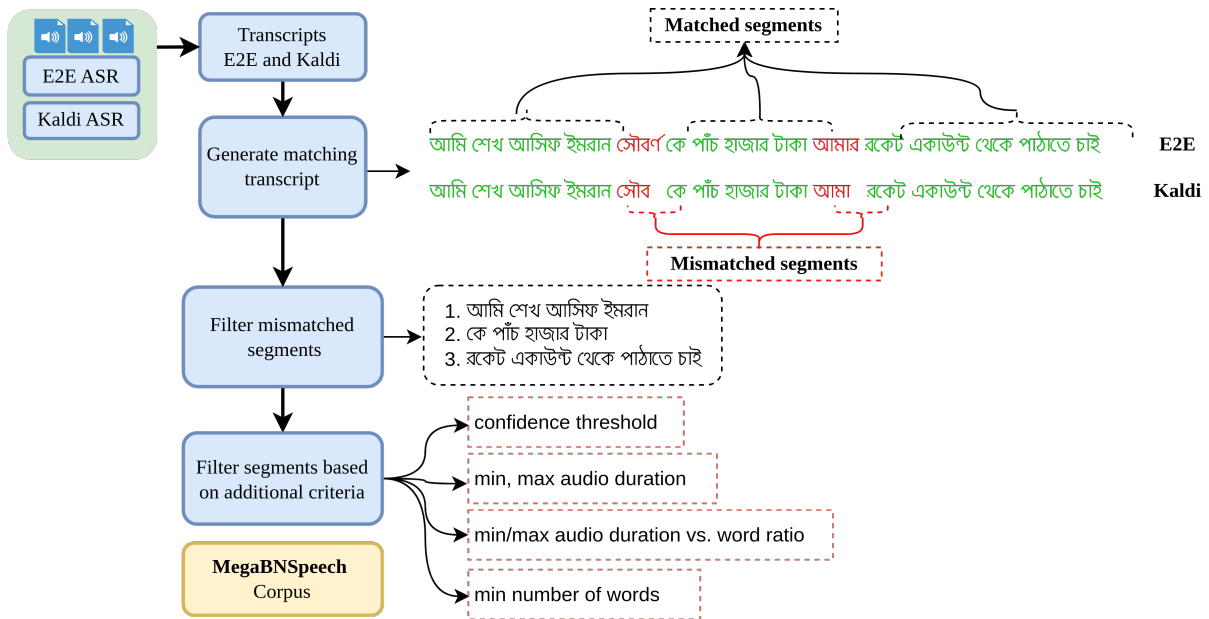 E2E ASR
Kaldi ASR
Transcripts
E2E and Kaldi
Generate matching
transcript
Matched segments
আমি শেখ আসিফ ইমরান সৌবর্ণ কে পাঁচ হাজার টাকা আমার রকেট একাউন্ট থেকে পাঠাতে চাই
E2E
আমি শেখ আসিফ ইমরান সৌব কে পাঁচ হাজার টাকা আমা রকেট একাউন্ট থেকে পাঠাতে চাই
Kaldi
Mismatched segments
Filter mismatched
segments
1. আমি শেখ আসিফ ইমরান
2. কে পাঁচ হাজার টাকা
3. রকেট একাউন্ট থেকে পাঠাতে চাই
Filter segments based
on additional criteria
confidence threshold
min, max audio duration
min/max audio duration vs. word ratio
min number of words
MegaBNSpeech
Corpus